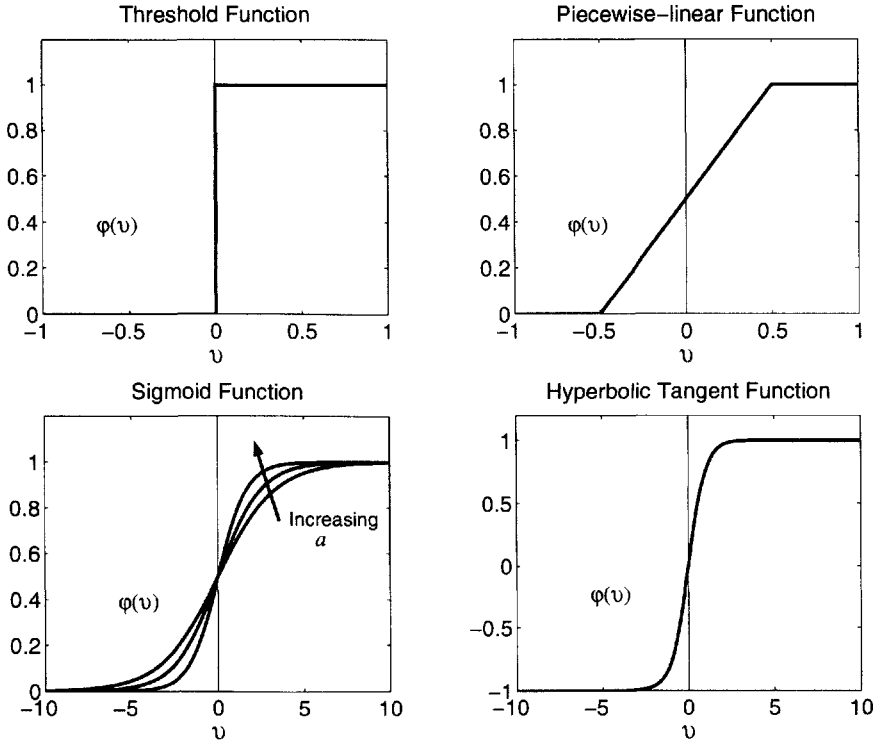 Threshold Function
1
0.8
0.6
0.4
0.2
0
φ(υ)
−1 −0.5 0 0.5 1
υ
Piecewise−linear Function
1
0.8
0.6
0.4
0.2
0
φ(υ)
−1 −0.5 0 0.5 1
υ
Sigmoid Function
1
0.8
0.6
0.4
0.2
0
Increasing
a
φ(υ)
−10 −5 0 5 10
υ
Hyperbolic Tangent Function
1
0.5
0
−0.5
−1
φ(υ)
−10 −5 0 5 10
υ